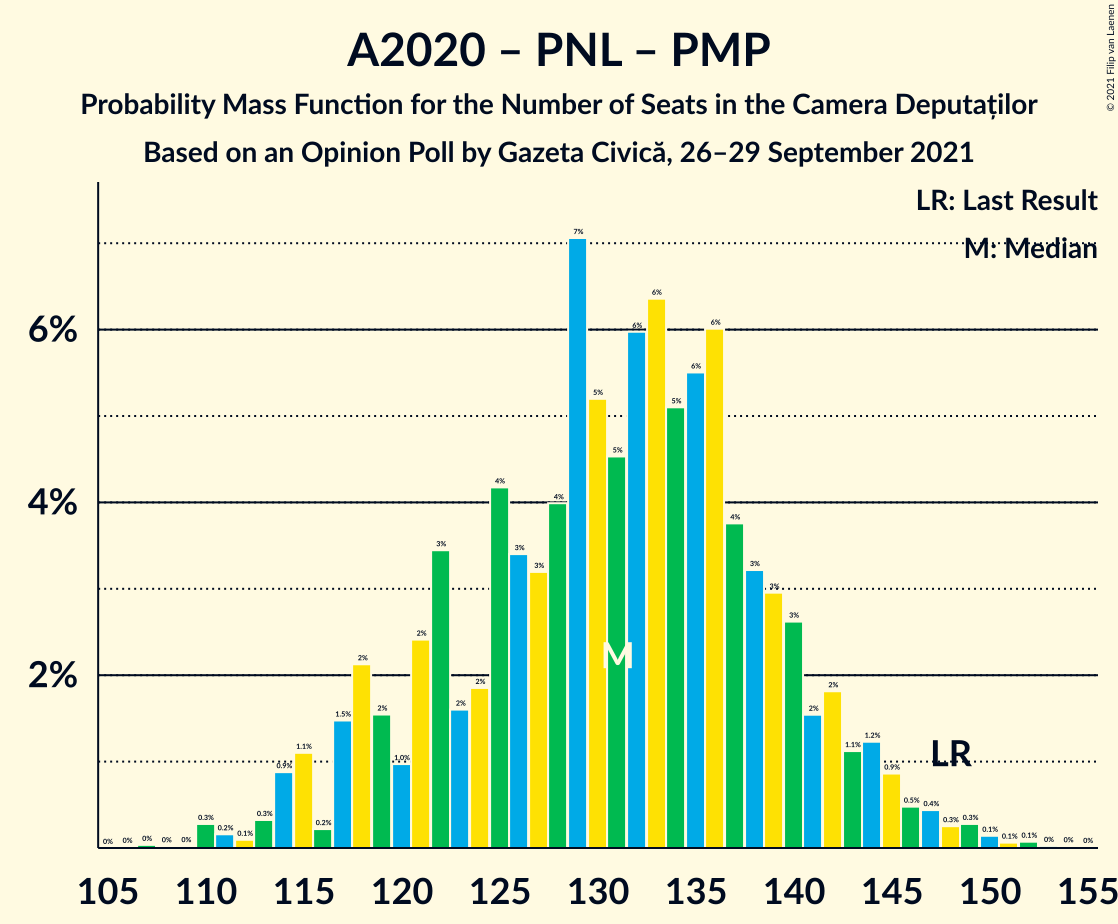 A2020 – PNL – PMP
Probability Mass Function for the Number of Seats in the Camera Deputaților
Based on an Opinion Poll by Gazeta Civică, 26–29 September 2021
© 2021 Filip van Laenen
LR: Last Result
M: Median
6%
4%
2%
0% 0% 0% 0% 0% 0.3% 0.2% 0.1% 0.3% 0.9% 1.1% 0.2% 1.5% 2% 2% 1.0% 2% 3% 2% 2% 4% 3% 3% 4% 7% 5% 5% 6% 6% 5% 6% 6% 4% 3% 3% 3% 2% 2% 1.1% 1.2% 0.9% 0.5% 0.4% 0.3% 0.3% 0.1% 0.1% 0.1% 0% 0% 0%
M
LR
105 110 115 120 125 130 135 140 145 150 155